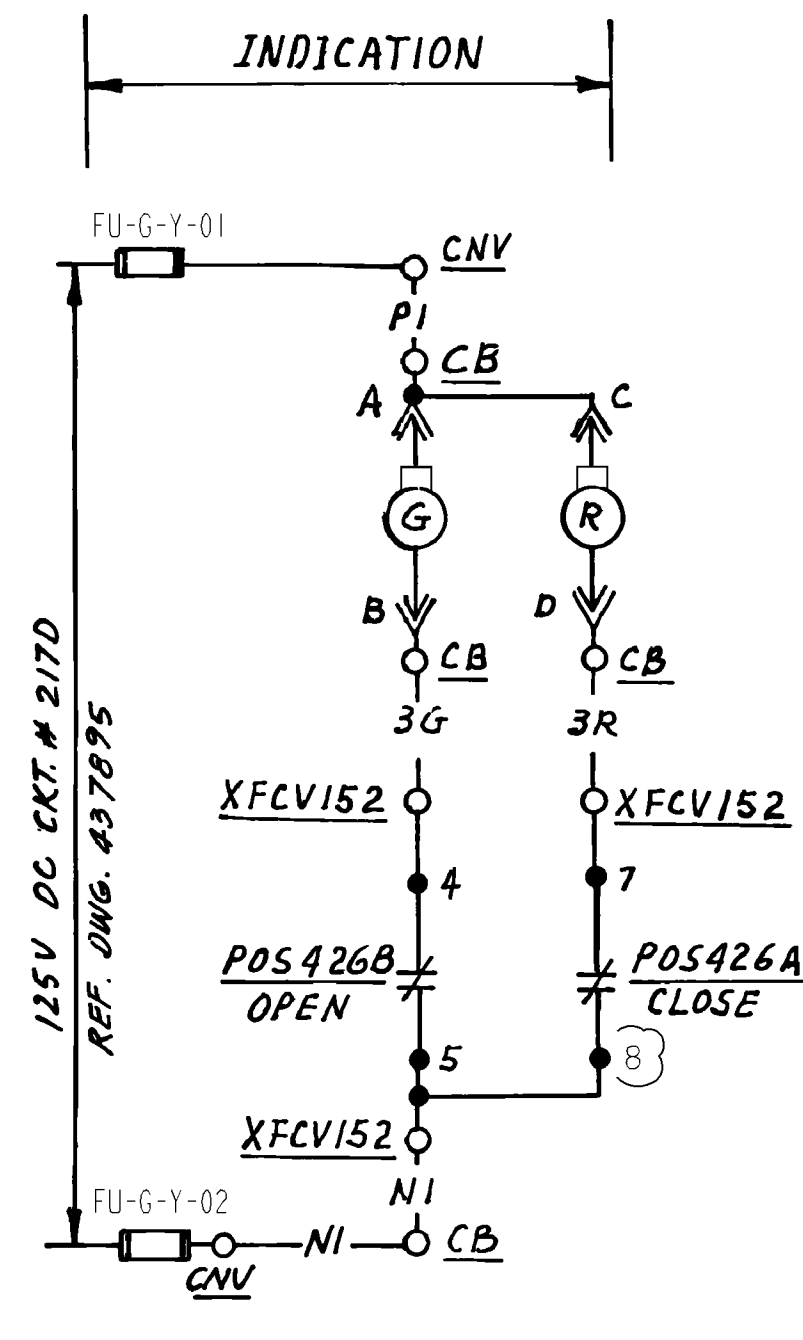 INDICATION
FU-G-Y-01
CNV
P1
CB
A
C
G
R
B
D
CB
CB
3G
3R
XFCV152
XFCV152
4
7
POS426B
OPEN
POS426A
CLOSE
5
8
XFCV152
N1
FU-G-Y-02
N1
CB
CNV
125V DC CKT. # 217D
REF. DWG. 437895